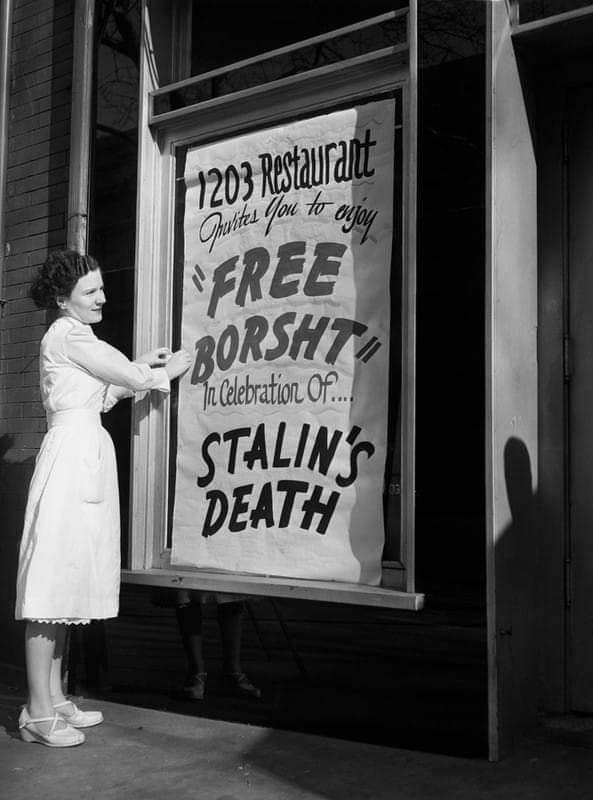 1203 Restaurant
Invites You to enjoy
"FREE
BORSHT"
In Celebration Of....
STALIN'S
DEATH